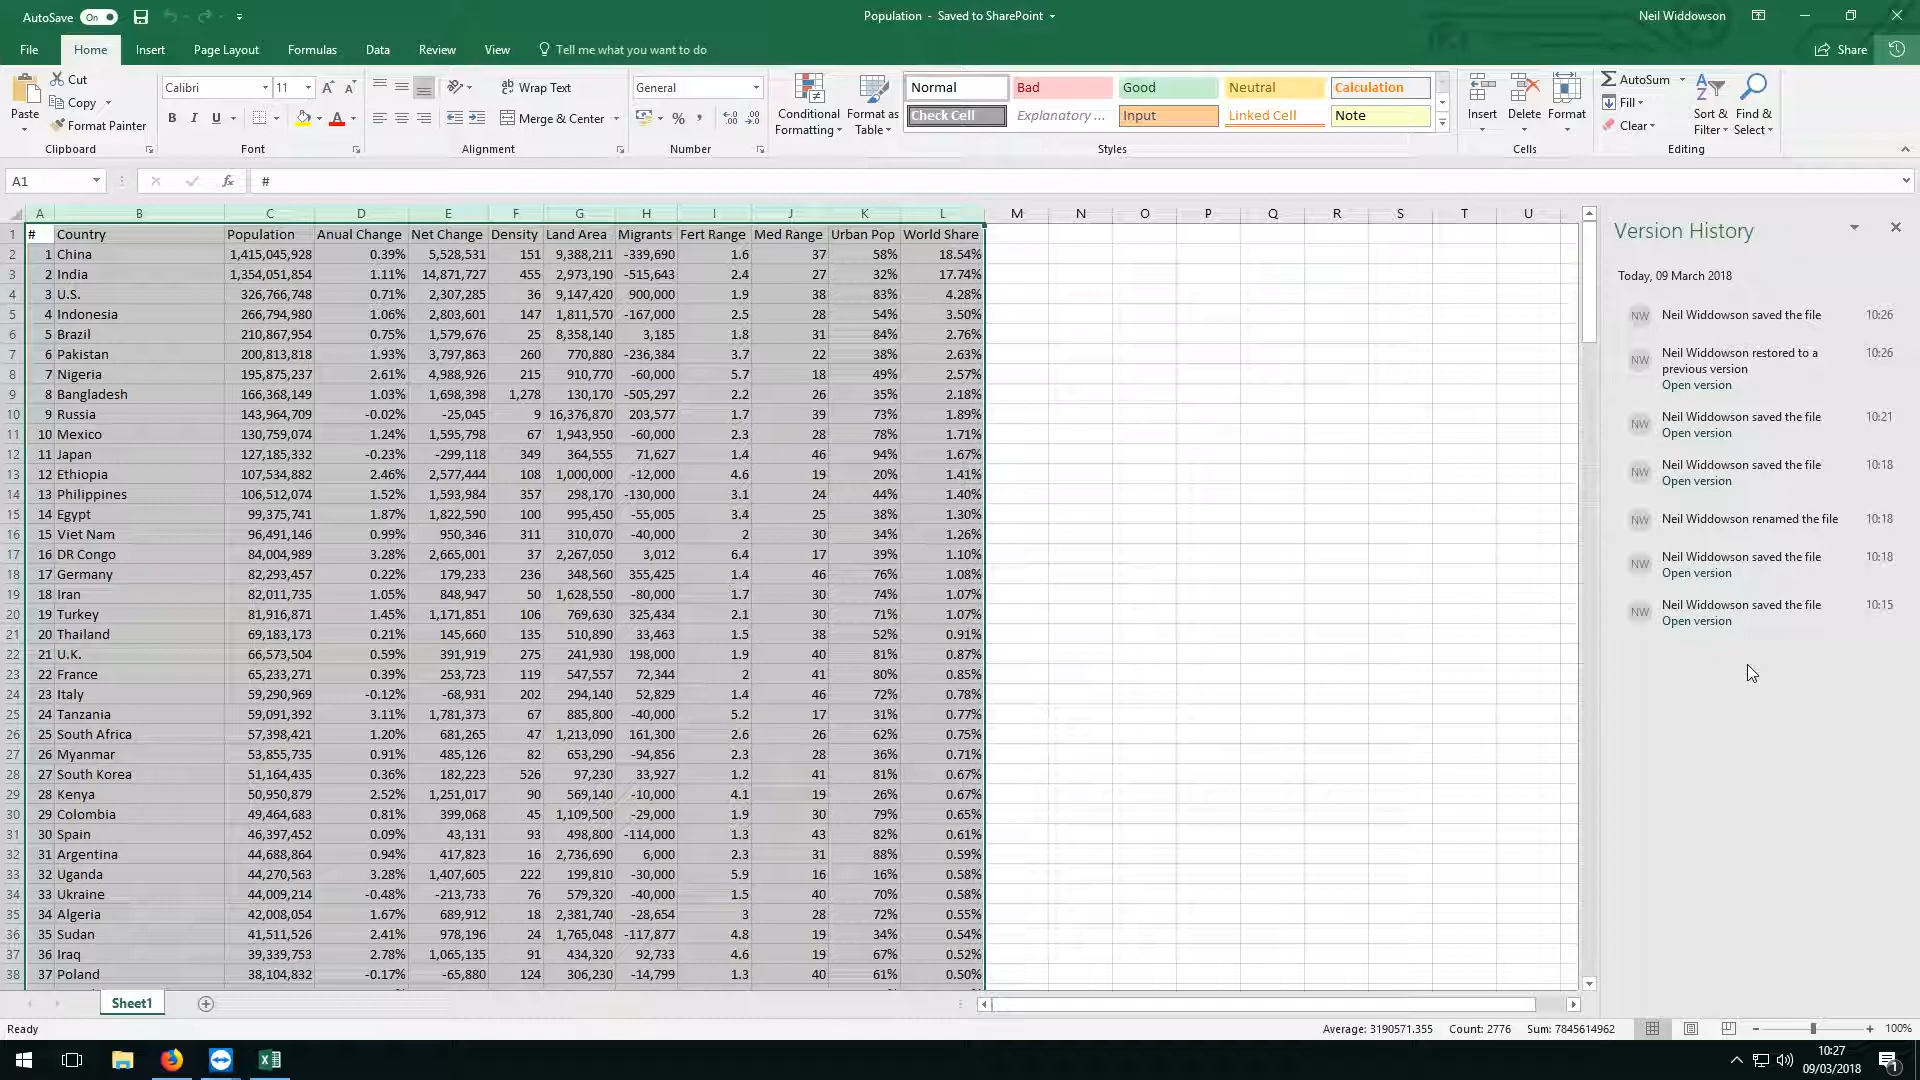 AutoSave On
Population - Saved to SharePoint
Neil Widdowson
File Home Insert Page Layout Formulas Data Review View Tell me what you want to do Share
Paste
Cut
Copy
Format Painter
Clipboard
Calibri 11
B I U
Font
Wrap Text
Merge & Center
Alignment
General
%
Number
Conditional Formatting
Format as Table
Normal Bad Good Neutral Calculation
Check Cell Explanatory ... Input Linked Cell Note
Styles
Insert Delete Format
Cells
AutoSum
Fill
Clear
Sort & Filter
Find & Select
Editing
A1 fx #
A B C D E F G H I J K L M N O P Q R S T U
1 # Country Population Anual Change Net Change Density Land Area Migrants Fert Range Med Range Urban Pop World Share
2 1 China 1,415,045,928 0.39% 5,528,531 151 9,388,211 -339,690 1.6 37 58% 18.54%
3 2 India 1,354,051,854 1.11% 14,871,727 455 2,973,190 -515,643 2.4 27 32% 17.74%
4 3 U.S. 326,766,748 0.71% 2,307,285 36 9,147,420 900,000 1.9 38 83% 4.28%
5 4 Indonesia 266,794,980 1.06% 2,803,601 147 1,811,570 -167,000 2.5 28 54% 3.50%
6 5 Brazil 210,867,954 0.75% 1,579,676 25 8,358,140 3,185 1.8 31 84% 2.76%
7 6 Pakistan 200,813,818 1.93% 3,797,863 260 770,880 -236,384 3.7 22 38% 2.63%
8 7 Nigeria 195,875,237 2.61% 4,988,926 215 910,770 -60,000 5.7 18 49% 2.57%
9 8 Bangladesh 166,368,149 1.03% 1,698,398 1,278 130,170 -505,297 2.2 26 35% 2.18%
10 9 Russia 143,964,709 -0.02% -25,045 9 16,376,870 203,577 1.7 39 73% 1.89%
11 10 Mexico 130,759,074 1.24% 1,595,798 67 1,943,950 -60,000 2.3 28 78% 1.71%
12 11 Japan 127,185,332 -0.23% -299,118 349 364,555 71,627 1.4 46 94% 1.67%
13 12 Ethiopia 107,534,882 2.46% 2,577,444 108 1,000,000 -12,000 4.6 19 20% 1.41%
14 13 Philippines 106,512,074 1.52% 1,593,984 357 298,170 -130,000 3.1 24 44% 1.40%
15 14 Egypt 99,375,741 1.87% 1,822,590 100 995,450 -55,005 3.4 25 38% 1.30%
16 15 Viet Nam 96,491,146 0.99% 950,346 311 310,070 -40,000 2 30 34% 1.26%
17 16 DR Congo 84,004,989 3.28% 2,665,001 37 2,267,050 3,012 6.4 17 39% 1.10%
18 17 Germany 82,293,457 0.22% 179,233 236 348,560 355,425 1.4 46 76% 1.08%
19 18 Iran 82,011,735 1.05% 848,947 50 1,628,550 -80,000 1.7 30 74% 1.07%
20 19 Turkey 81,916,871 1.45% 1,171,851 106 769,630 325,434 2.1 30 71% 1.07%
21 20 Thailand 69,183,173 0.21% 145,660 135 510,890 33,463 1.5 38 52% 0.91%
22 21 U.K. 66,573,504 0.59% 391,919 275 241,930 198,000 1.9 40 81% 0.87%
23 22 France 65,233,271 0.39% 253,723 119 547,557 72,344 2 41 80% 0.85%
24 23 Italy 59,290,969 -0.12% -68,931 202 294,140 52,829 1.4 46 72% 0.78%
25 24 Tanzania 59,091,392 3.11% 1,781,373 67 885,800 -40,000 5.2 17 31% 0.77%
26 25 South Africa 57,398,421 1.20% 681,265 47 1,213,090 161,300 2.6 26 62% 0.75%
27 26 Myanmar 53,855,735 0.91% 485,126 82 653,290 -94,856 2.3 28 36% 0.71%
28 27 South Korea 51,164,435 0.36% 182,223 526 97,230 33,927 1.2 41 81% 0.67%
29 28 Kenya 50,950,879 2.52% 1,251,017 90 569,140 -10,000 4.1 19 26% 0.67%
30 29 Colombia 49,464,683 0.81% 399,068 45 1,109,500 -29,000 1.9 30 79% 0.65%
31 30 Spain 46,397,452 0.09% 43,131 93 498,800 -114,000 1.3 43 82% 0.61%
32 31 Argentina 44,688,864 0.94% 417,823 16 2,736,690 6,000 2.3 31 88% 0.59%
33 32 Uganda 44,270,563 3.28% 1,407,605 222 199,810 -30,000 5.9 16 16% 0.58%
34 33 Ukraine 44,009,214 -0.48% -213,733 76 579,320 -40,000 1.5 40 70% 0.58%
35 34 Algeria 42,008,054 1.67% 689,912 18 2,381,740 -28,654 3 28 72% 0.55%
36 35 Sudan 41,511,526 2.41% 978,196 24 1,765,048 -117,877 4.8 19 34% 0.54%
37 36 Iraq 39,339,753 2.78% 1,065,135 91 434,320 92,733 4.6 19 67% 0.52%
38 37 Poland 38,104,832 -0.17% -65,880 124 306,230 -14,799 1.3 40 61% 0.50%
Version History
Today, 09 March 2018
NW Neil Widdowson saved the file 10:26
NW Neil Widdowson restored to a 10:26
previous version
Open version
NW Neil Widdowson saved the file 10:21
Open version
NW Neil Widdowson saved the file 10:18
Open version
NW Neil Widdowson renamed the file 10:18
NW Neil Widdowson saved the file 10:18
Open version
NW Neil Widdowson saved the file 10:15
Open version
Sheet1
Ready
Average: 3190571.355 Count: 2776 Sum: 7845614962
100%
10:27
09/03/2018
1